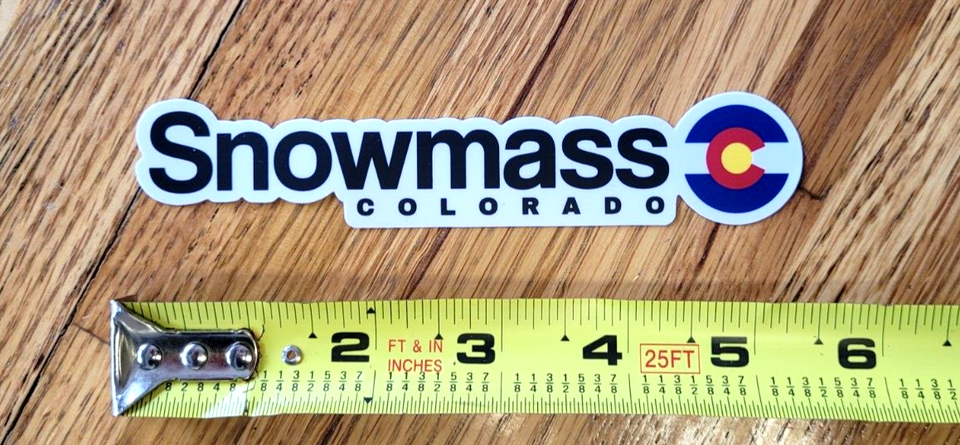 Snowmass
COLORADO
FT & IN
INCHES
2 3 4 25FT 5 6